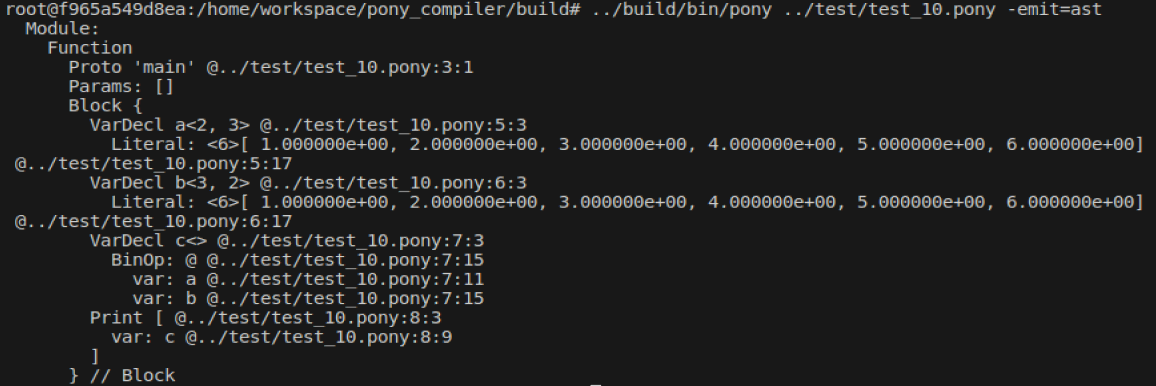 root@f965a549d8ea:/home/workspace/pony_compiler/build# ../build/bin/pony ../test/test_10.pony -emit=ast
Module:
Function
Proto 'main' @../test/test_10.pony:3:1
Params: []
Block {
VarDecl a<2, 3> @../test/test_10.pony:5:3
Literal: <6>[ 1.000000e+00, 2.000000e+00, 3.000000e+00, 4.000000e+00, 5.000000e+00, 6.000000e+00]
@../test/test_10.pony:5:17
VarDecl b<3, 2> @../test/test_10.pony:6:3
Literal: <6>[ 1.000000e+00, 2.000000e+00, 3.000000e+00, 4.000000e+00, 5.000000e+00, 6.000000e+00]
@../test/test_10.pony:6:17
VarDecl c<> @../test/test_10.pony:7:3
BinOp: @ @../test/test_10.pony:7:15
var: a @../test/test_10.pony:7:11
var: b @../test/test_10.pony:7:15
Print [ @../test/test_10.pony:8:3
var: c @../test/test_10.pony:8:9
]
} // Block